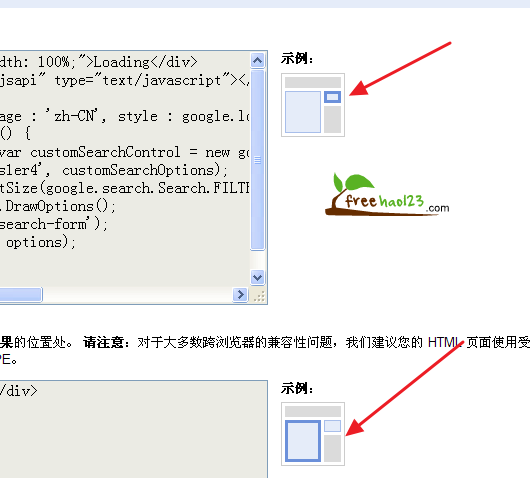 dth: 100%;">Loading</div>
jsapi" type="text/javascript"></
age : 'zh-CN', style : google.lo
() {
var customSearchControl = new go
s1er4', customSearchOptions);
tSize(google.search.Search.FILTE
.DrawOptions();
search-form');
options);
示例：
freehao123.com
果的位置处。 请注意：对于大多数跨浏览器的兼容性问题，我们建议您的 HTML 页面使用受
PE。
/div>
示例：